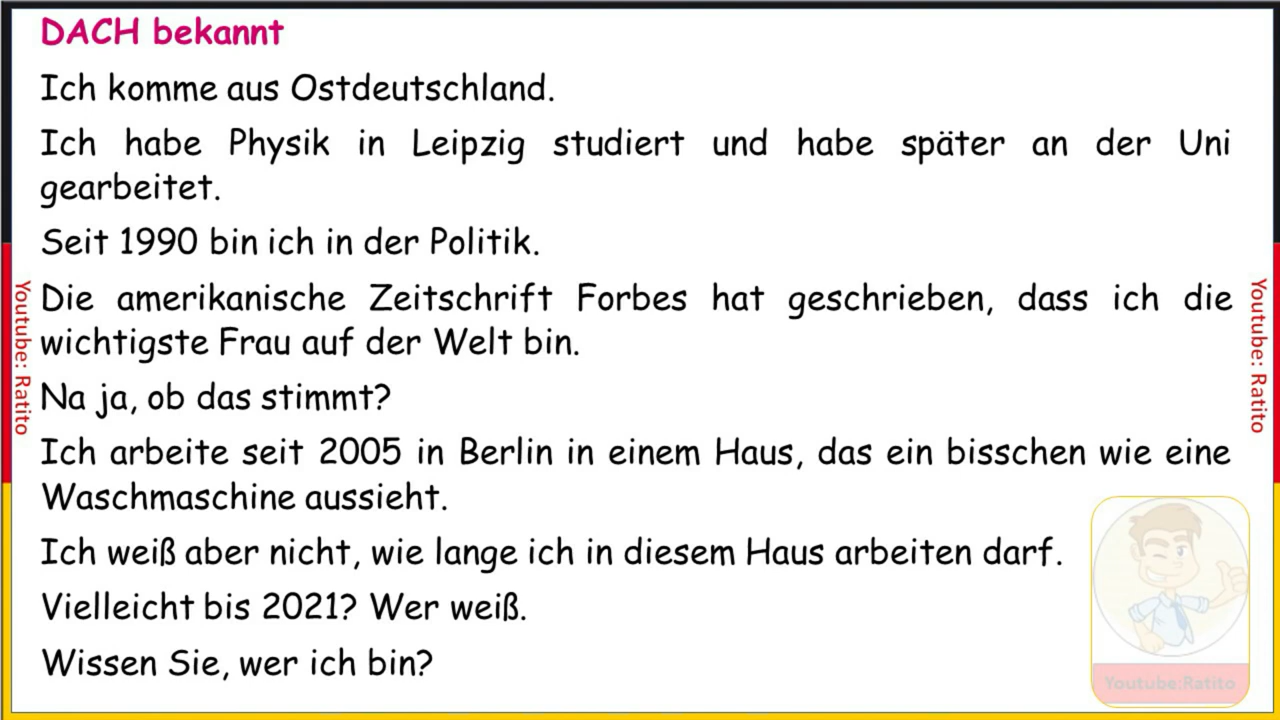 DACH bekannt
Ich komme aus Ostdeutschland.
Ich habe Physik in Leipzig studiert und habe später an der Uni
gearbeitet.
Seit 1990 bin ich in der Politik.
Die amerikanische Zeitschrift Forbes hat geschrieben, dass ich die
wichtigste Frau auf der Welt bin.
Na ja, ob das stimmt?
Ich arbeite seit 2005 in Berlin in einem Haus, das ein bisschen wie eine
Waschmaschine aussieht.
Ich weiß aber nicht, wie lange ich in diesem Haus arbeiten darf.
Vielleicht bis 2021? Wer weiß.
Wissen Sie, wer ich bin?
Youtube: Ratito
Youtube: Ratito
Youtube:Ratito